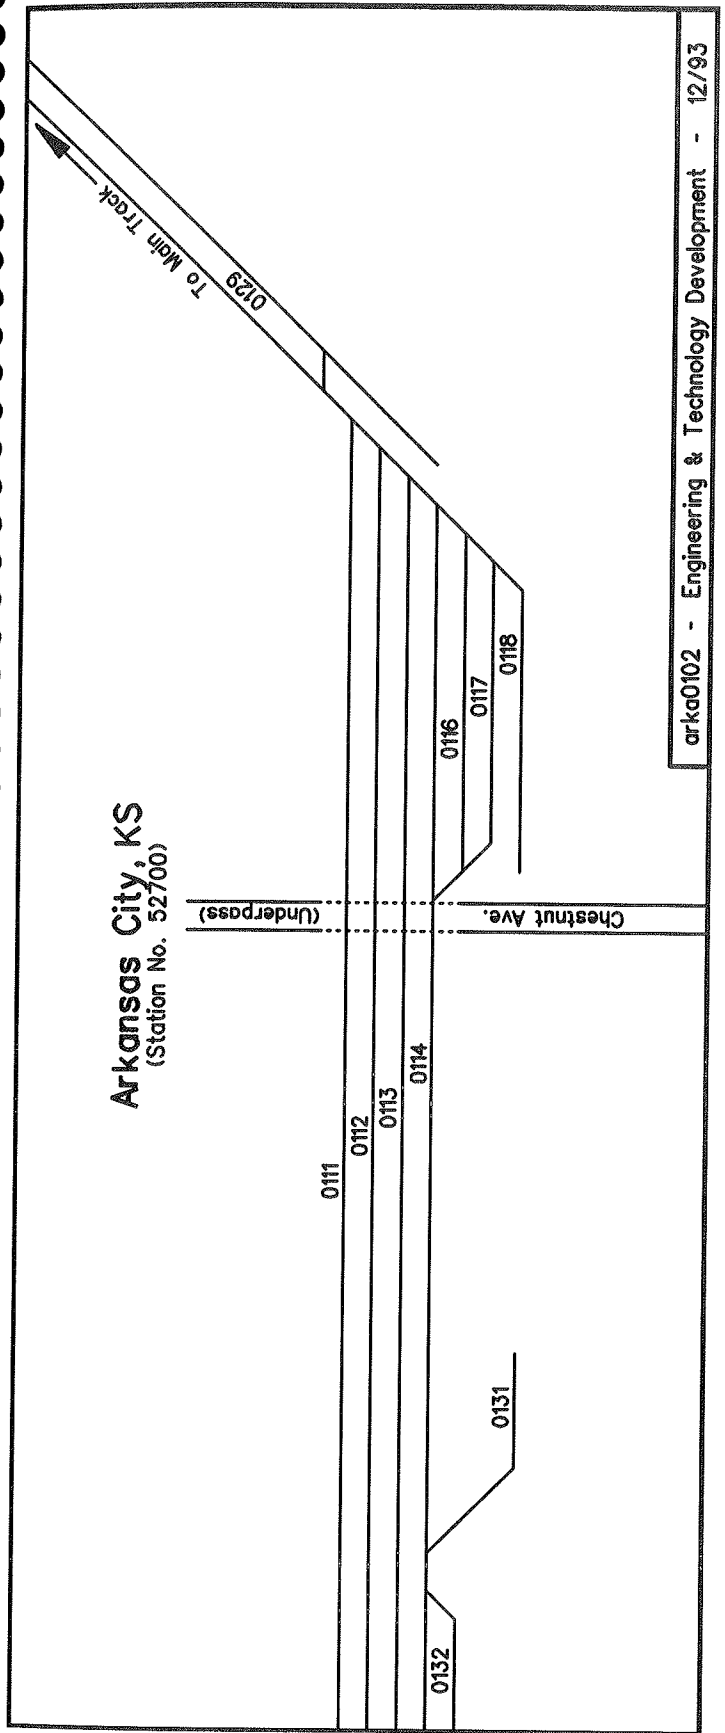 Arkansas City, KS
(Station No. 52700)
To Main Track
0129
(Underpass)
Chestnut Ave.
0111
0112
0113
0114
0116
0117
0118
0131
0132
arka0102 - Engineering & Technology Development - 12/93